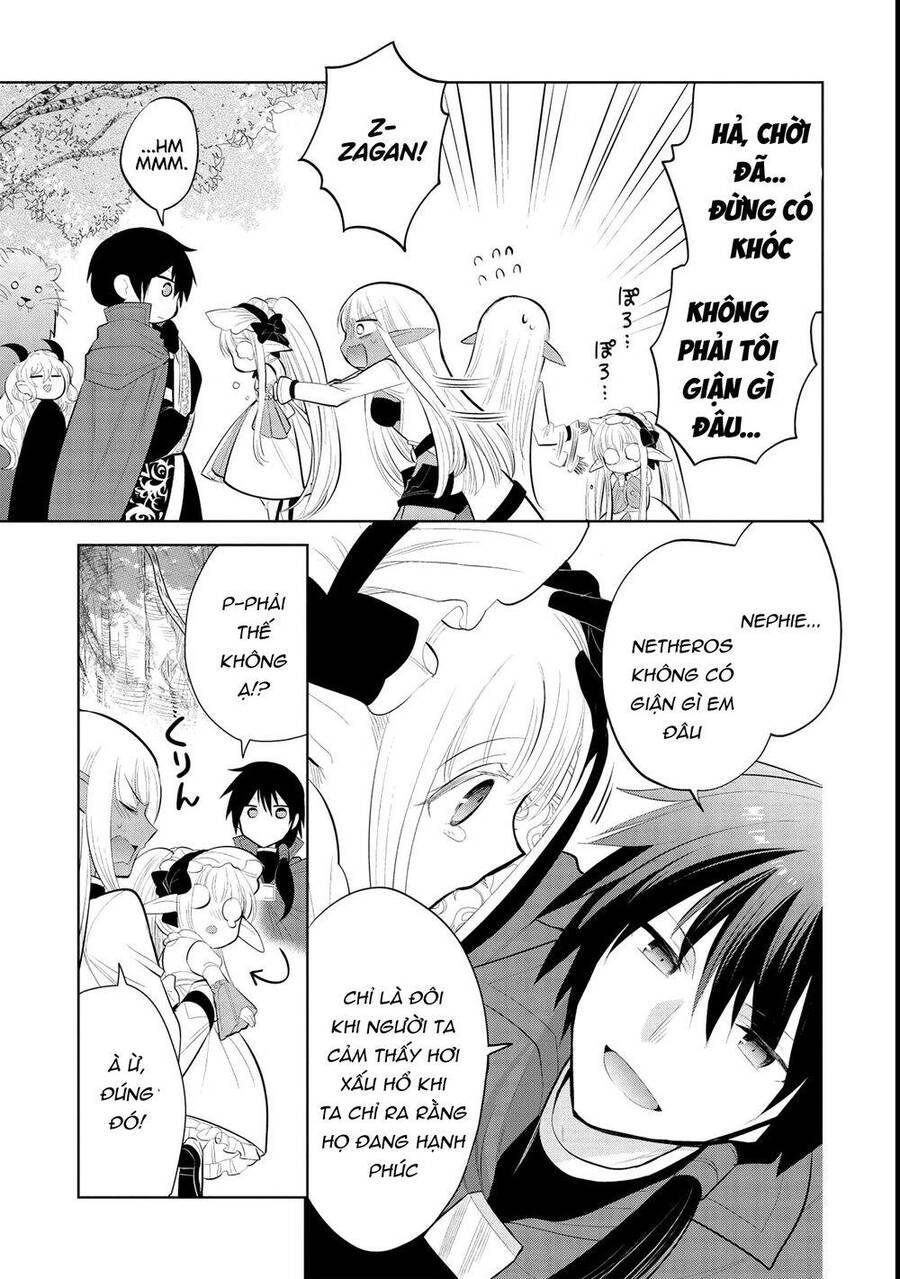 HẢ, CHỜI
ĐÃ...
ĐỪNG CÓ
KHÓC
KHÔNG
PHẢI TÔI
GIẬN GÌ
ĐÂU...
ぽろ...
ぽろ...
Z-
ZAGAN!
...HM
MMM.
NEPHIE...
NETHEROS
KHÔNG CÓ
GIẬN GÌ EM
ĐÂU
CHỈ LÀ ĐÔI
KHI NGƯỜI TA
CẢM THẤY HƠI
XẤU HỔ KHI
TA CHỈ RA RẰNG
HỌ ĐANG HẠNH
PHÚC
P-PHẢI
THẾ
KHÔNG
Ạ!?
くりん
À Ừ,
ĐÚNG
ĐÓ!